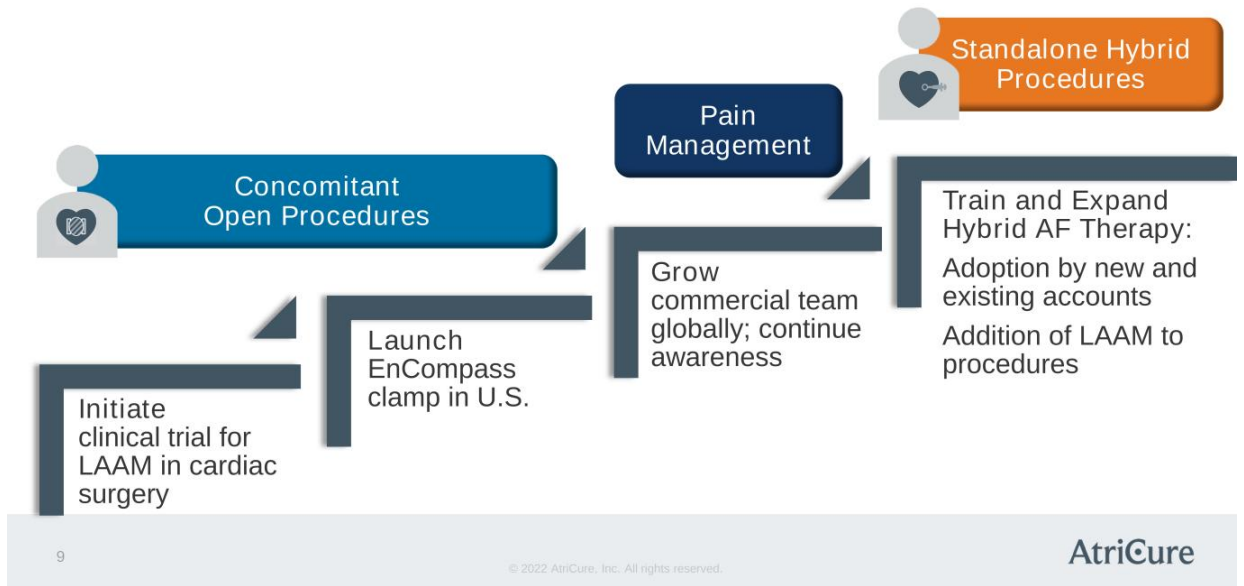 Standalone Hybrid
Procedures
Pain
Management
Concomitant
Open Procedures
Train and Expand
Hybrid AF Therapy:
Adoption by new and
existing accounts
Addition of LAAM to
procedures
Grow
commercial team
globally; continue
awareness
Launch
EnCompass
clamp in U.S.
Initiate
clinical trial for
LAAM in cardiac
surgery
9
© 2022 AtriCure, Inc. All rights reserved.
AtriCure